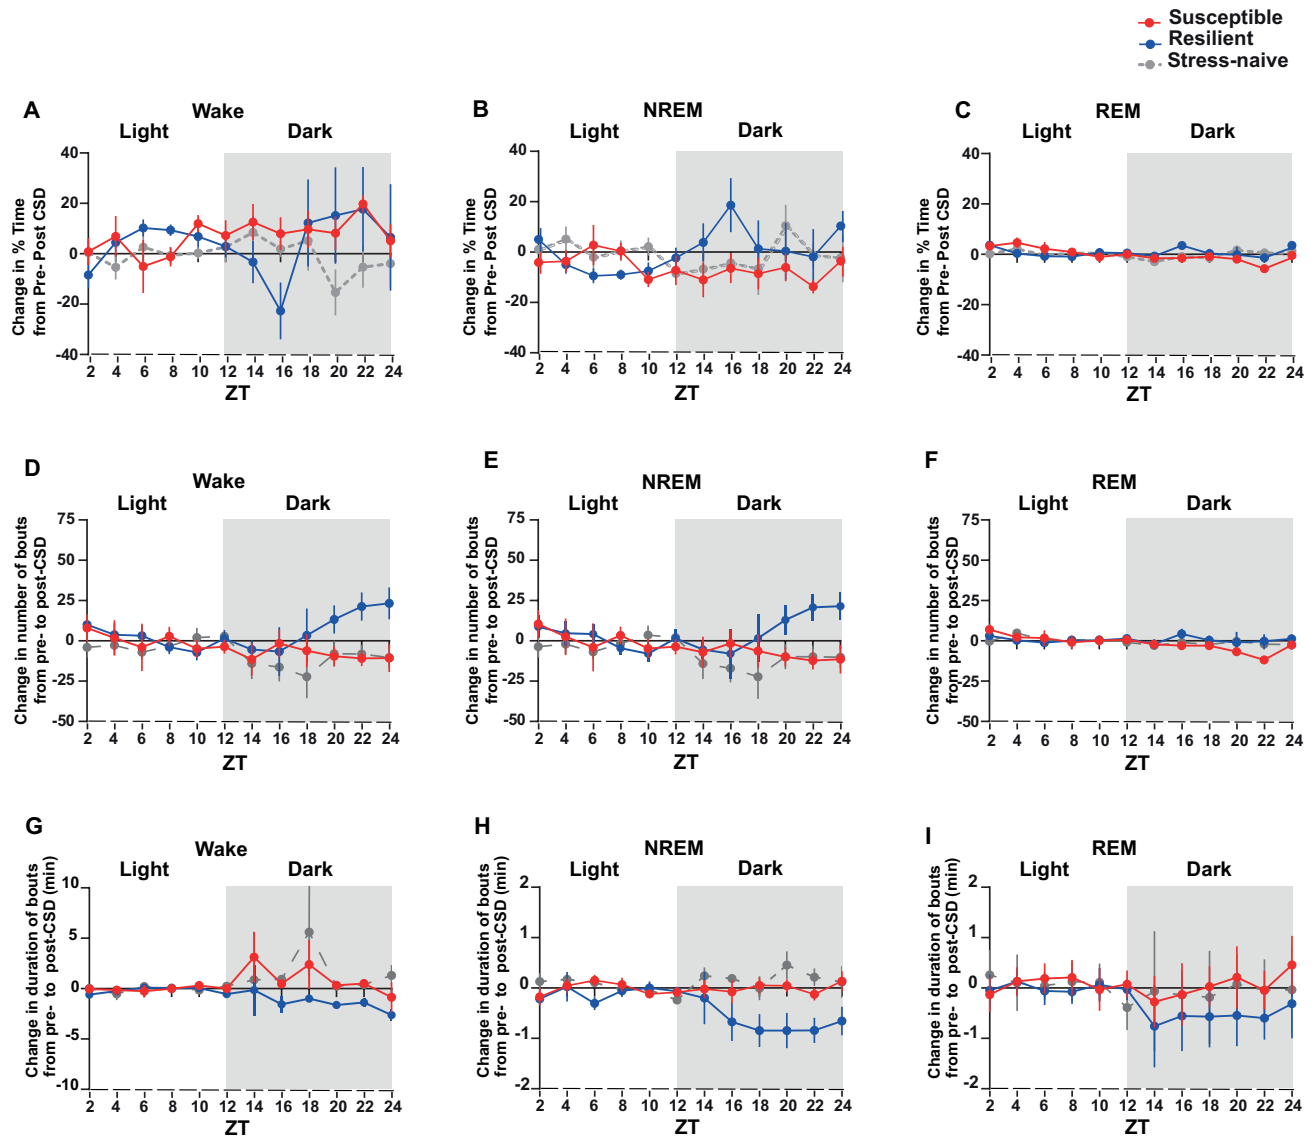 Susceptible
Resilient
Stress-naive
A
Wake
Light Dark
Change in % Time
from Pre- Post CSD
40
20
0
-20
-40
2 4 6 8 10 12 14 16 18 20 22 24
ZT
B
NREM
Light Dark
Change in % Time
from Pre- Post CSD
40
20
0
-20
-40
2 4 6 8 10 12 14 16 18 20 22 24
ZT
C
REM
Light Dark
Change in % Time
from Pre- Post CSD
40
20
0
-20
-40
2 4 6 8 10 12 14 16 18 20 22 24
ZT
D
Wake
Light Dark
Change in number of bouts
from pre- to post-CSD
75
50
25
0
-25
-50
2 4 6 8 10 12 14 16 18 20 22 24
ZT
E
NREM
Light Dark
Change in number of bouts
from pre- to post-CSD
75
50
25
0
-25
-50
2 4 6 8 10 12 14 16 18 20 22 24
ZT
F
REM
Light Dark
Change in number of bouts
from pre- to post-CSD
75
50
25
0
-25
-50
2 4 6 8 10 12 14 16 18 20 22 24
ZT
G
Wake
Light Dark
Change in duration of bouts
from pre- to post-CSD (min)
10
5
0
-5
-10
2 4 6 8 10 12 14 16 18 20 22 24
ZT
H
NREM
Light Dark
Change in duration of bouts
from pre- to post-CSD (min)
2
1
0
-1
-2
2 4 6 8 10 12 14 16 18 20 22 24
ZT
I
REM
Light Dark
Change in duration of bouts
from pre- to post-CSD (min)
2
1
0
-1
-2
2 4 6 8 10 12 14 16 18 20 22 24
ZT